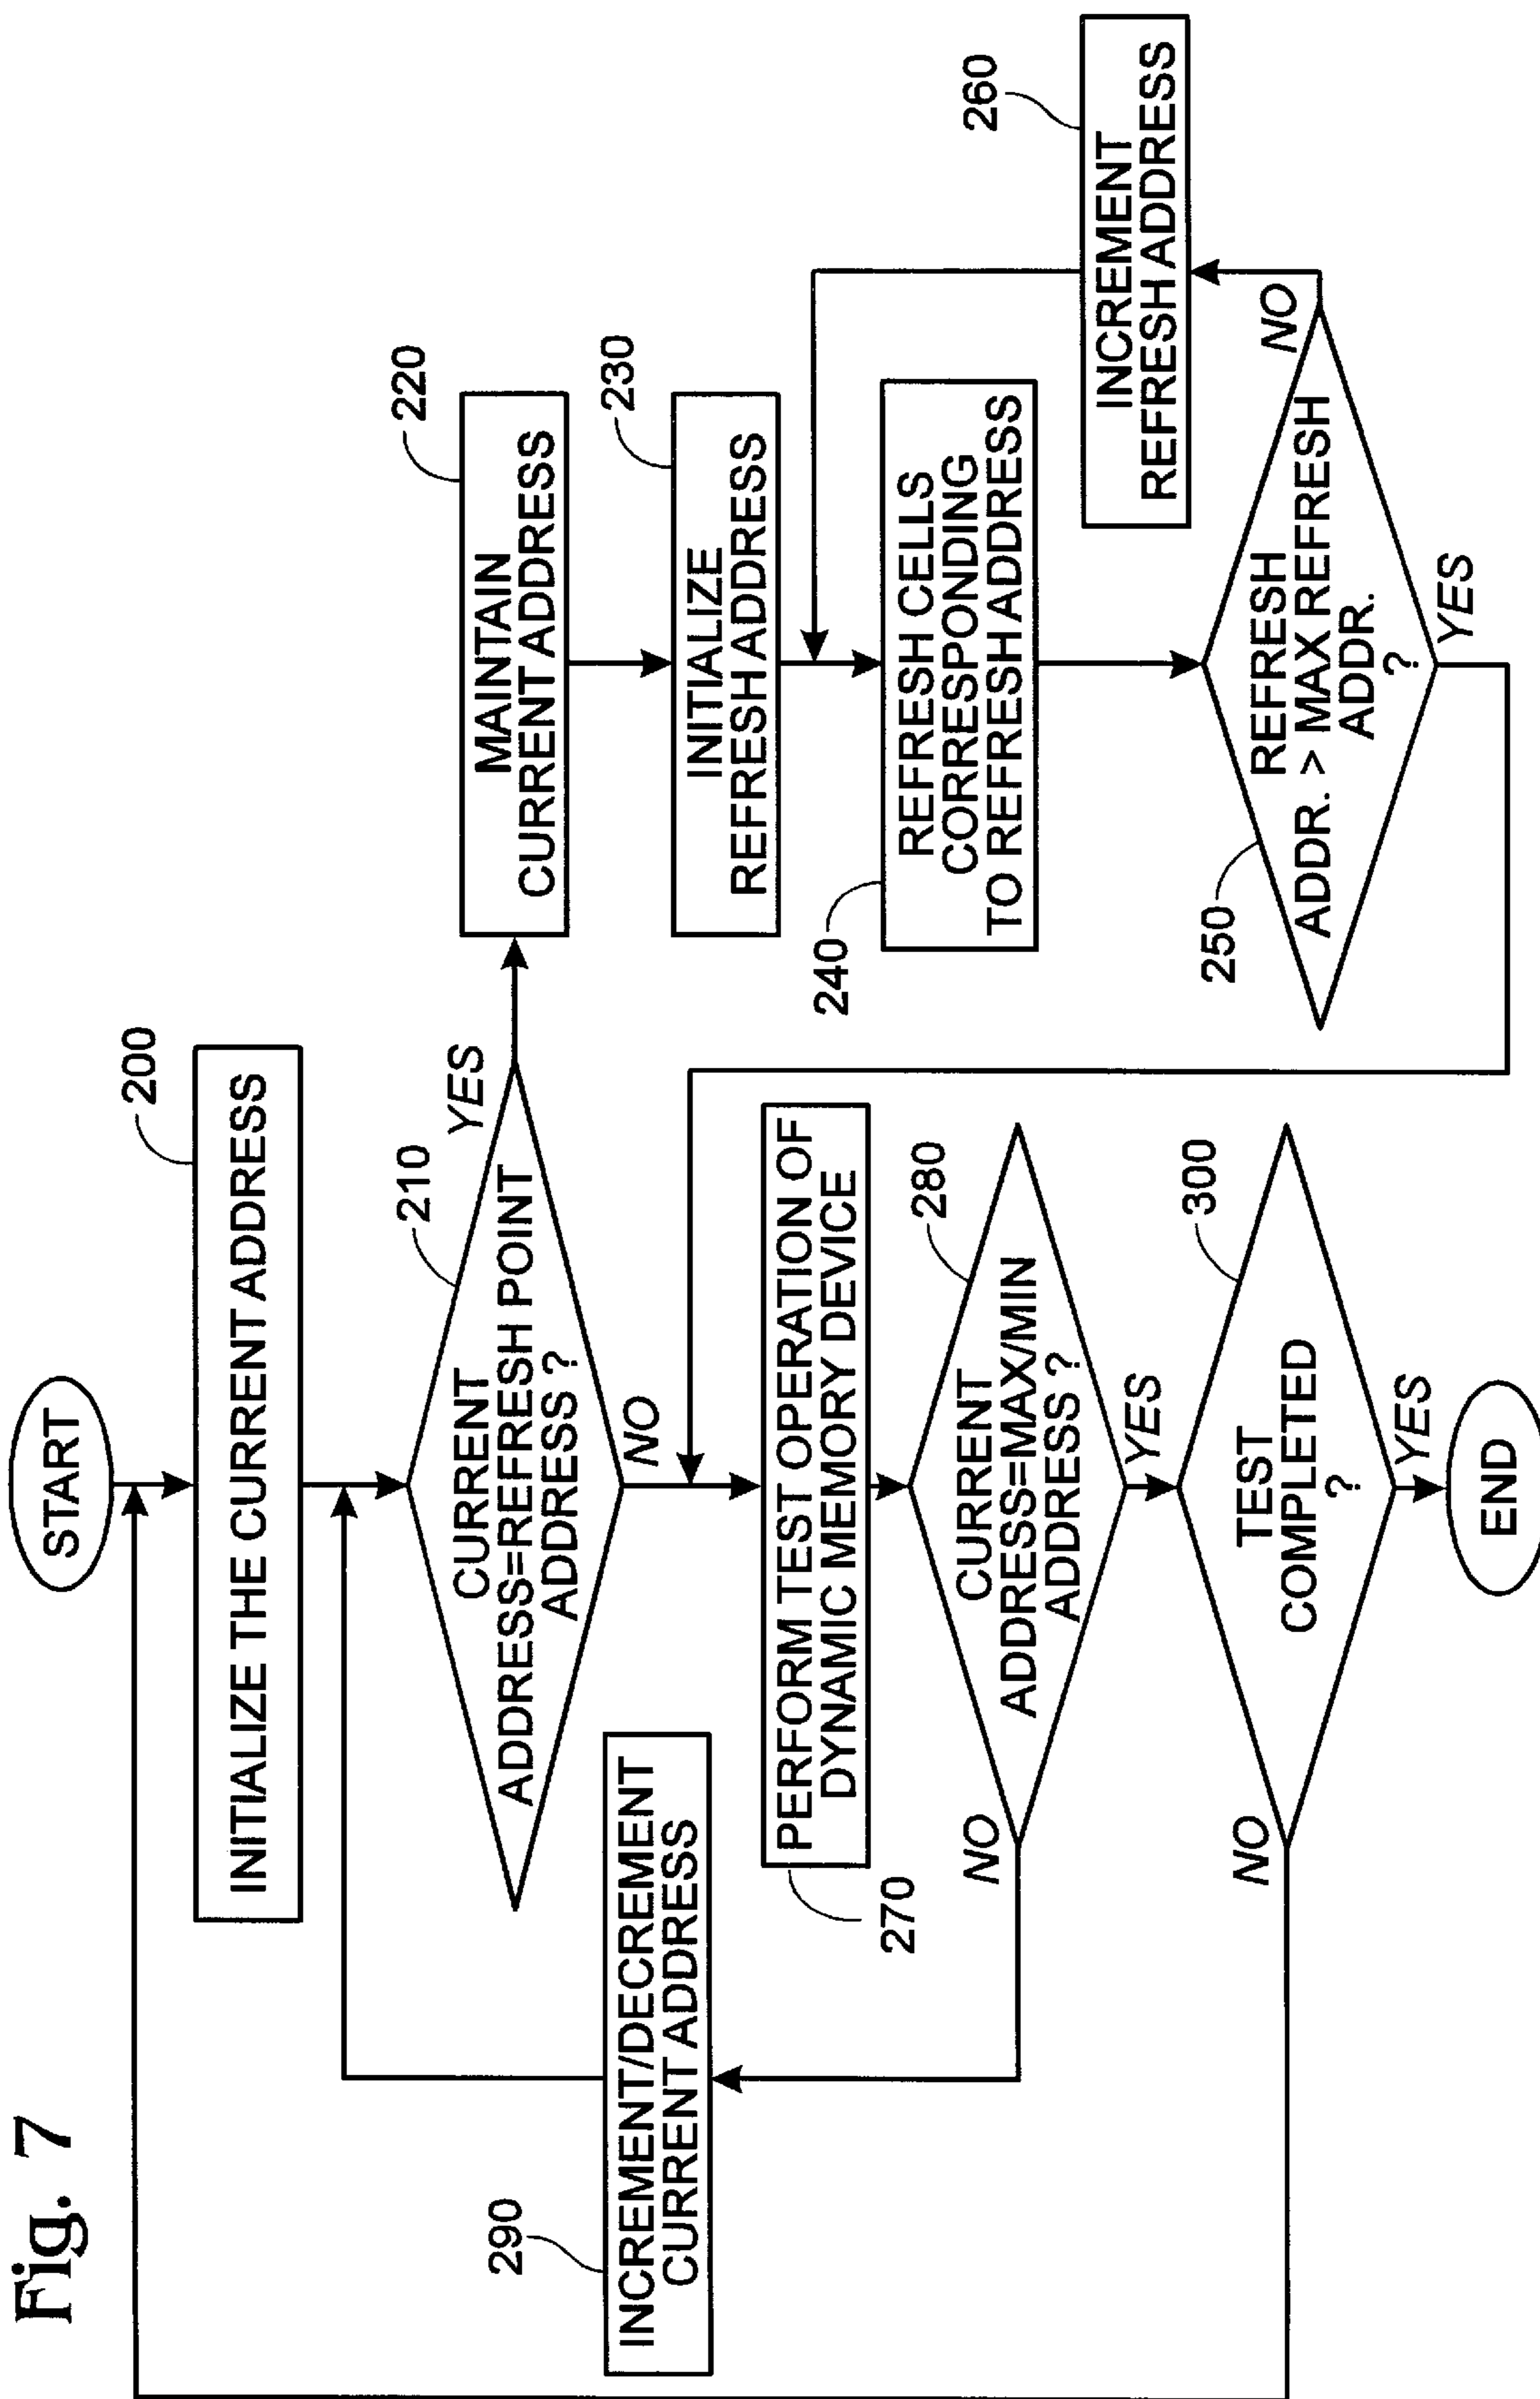 Fig. 7
START
200
INITIALIZE THE CURRENT ADDRESS
210
CURRENT
ADDRESS=REFRESH POINT
ADDRESS ?
YES
NO
220
MAINTAIN
CURRENT ADDRESS
230
INITIALIZE
REFRESH ADDRESS
240
REFRESH CELLS
CORRESPONDING
TO REFRESH ADDRESS
250
REFRESH
ADDR. > MAX REFRESH
ADDR.
?
NO
YES
260
INCREMENT
REFRESH ADDRESS
270
PERFORM TEST OPERATION OF
DYNAMIC MEMORY DEVICE
280
CURRENT
ADDRESS=MAX/MIN
ADDRESS ?
NO
YES
290
INCREMENT/DECREMENT
CURRENT ADDRESS
300
TEST
COMPLETED
?
NO
YES
END